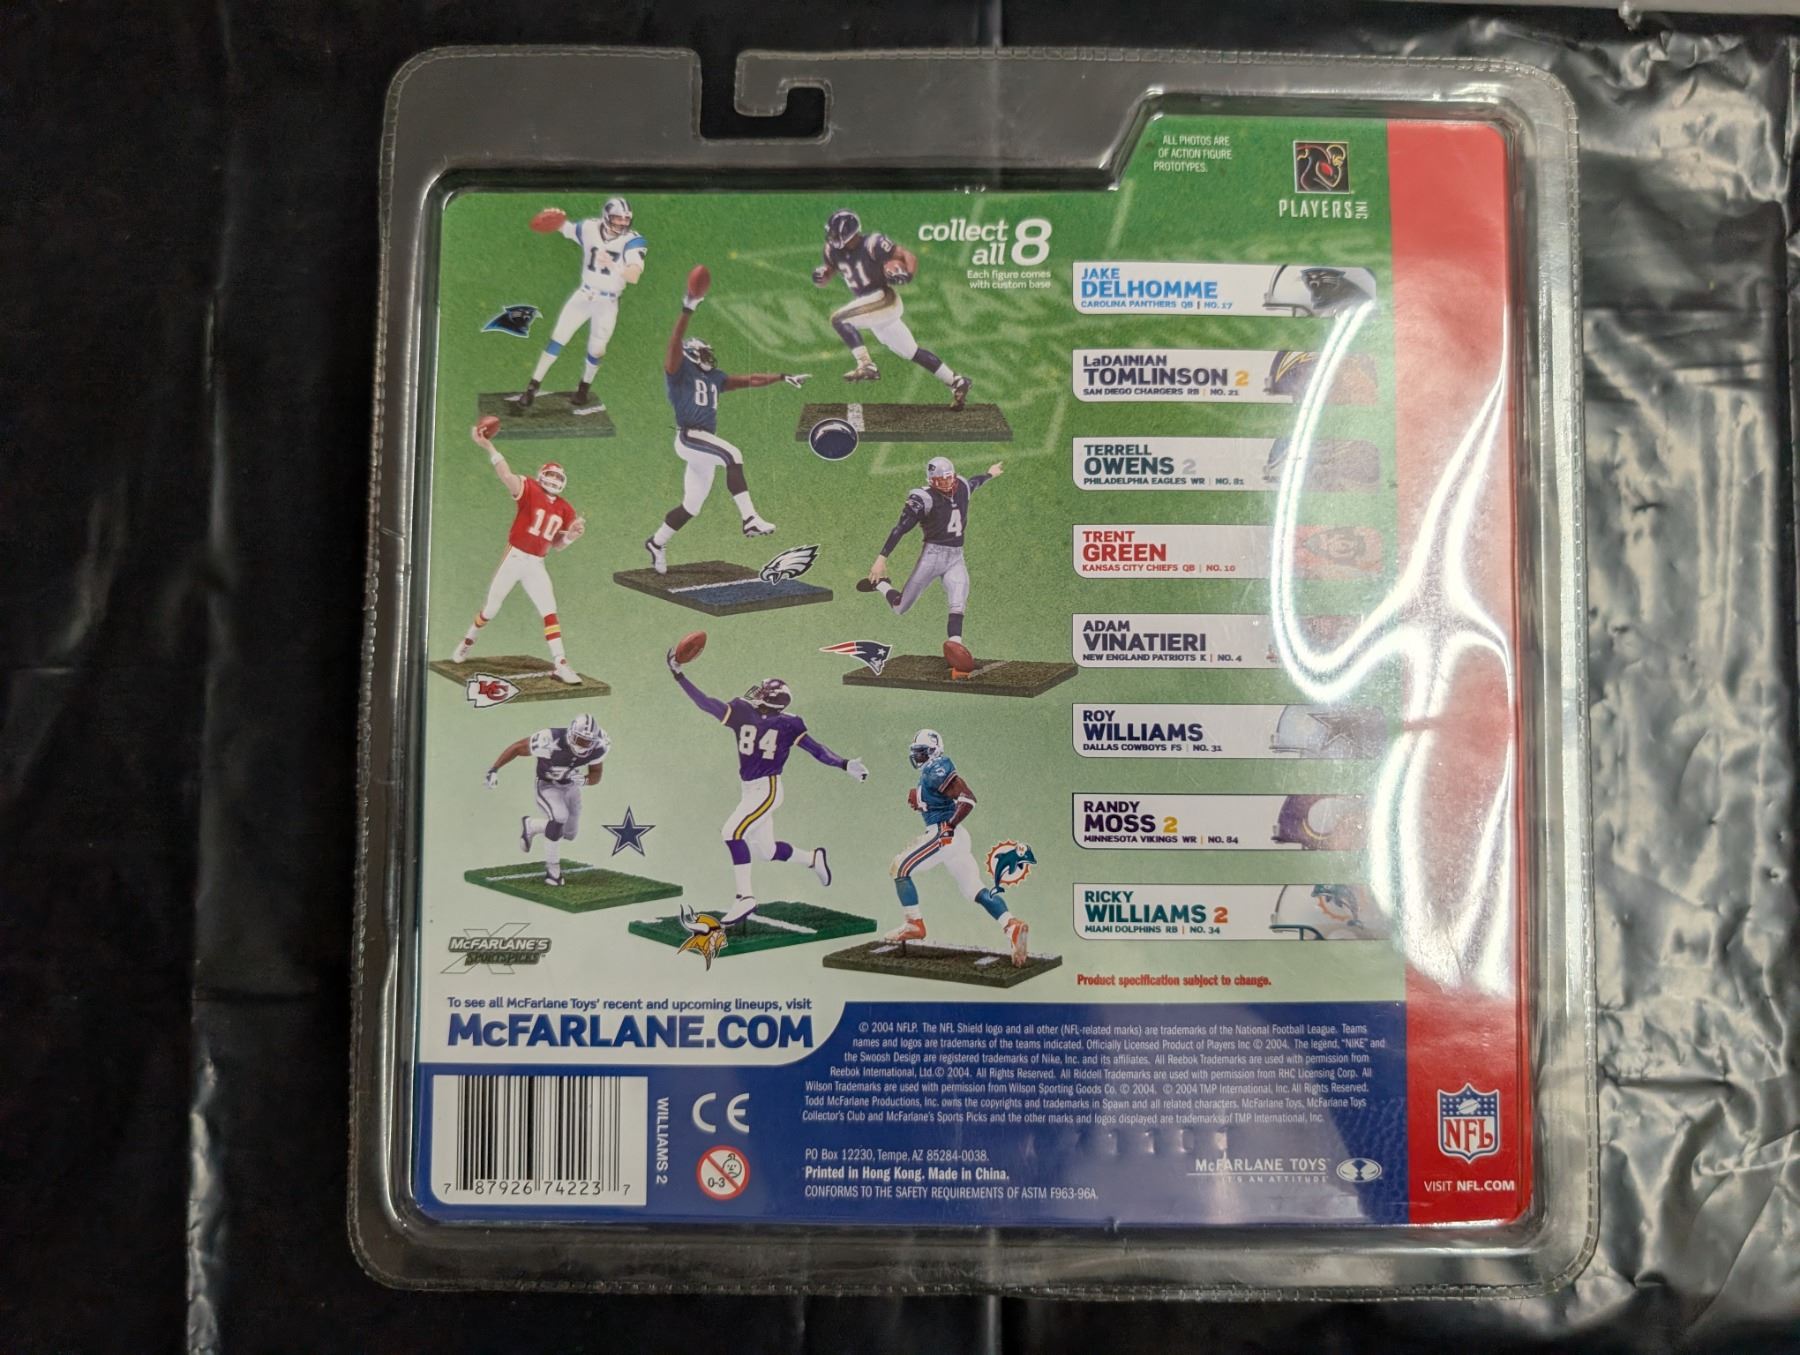 ALL PHOTOS ARE
OF ACTION FIGURE
PROTOTYPES.
PLAYERS INC
collect
all 8
Each figure comes
with custom base
17
21
81
10
4
84
JAKE
DELHOMME
CAROLINA PANTHERS QB | NO. 17
LaDAINIAN
TOMLINSON 2
SAN DIEGO CHARGERS RB | NO. 21
TERRELL
OWENS 2
PHILADELPHIA EAGLES WR | NO. 81
TRENT
GREEN
KANSAS CITY CHIEFS QB | NO. 10
ADAM
VINATIERI
NEW ENGLAND PATRIOTS K | NO. 4
ROY
WILLIAMS
DALLAS COWBOYS FS | NO. 31
RANDY
MOSS 2
MINNESOTA VIKINGS WR | NO. 84
RICKY
WILLIAMS 2
MIAMI DOLPHINS RB | NO. 34
KC
McFARLANE'S
SPORTSPICKS
Product specification subject to change.
To see all McFarlane Toys' recent and upcoming lineups, visit
McFARLANE.COM
© 2004 NFLP. The NFL Shield logo and all other (NFL-related marks) are trademarks of the National Football League. Teams
names and logos are trademarks of the teams indicated. Officially Licensed Product of Players Inc © 2004. The legend, "NIKE" and
the Swoosh Design are registered trademarks of Nike, Inc. and its affiliates. All Reebok Trademarks are used with permission from
Reebok International, Ltd.© 2004. All Rights Reserved. All Riddell Trademarks are used with permission from RHC Licensing Corp. All
Wilson Trademarks are used with permission from Wilson Sporting Goods Co. © 2004. © 2004 TMP International, Inc. All Rights Reserved.
Todd McFarlane Productions, Inc. owns the copyrights and trademarks in Spawn and all related characters. McFarlane Toys, McFarlane Toys
Collector's Club and McFarlane's Sports Picks and the other marks and logos displayed are trademarks of TMP International, Inc.
7 87926 74223 7
WILLIAMS 2
CE
0-3
PO Box 12230, Tempe, AZ 85284-0038.
Printed in Hong Kong. Made in China.
CONFORMS TO THE SAFETY REQUIREMENTS OF ASTM F963-96A.
McFARLANE TOYS
IT'S AN ATTITUDE
NFL
VISIT NFL.COM